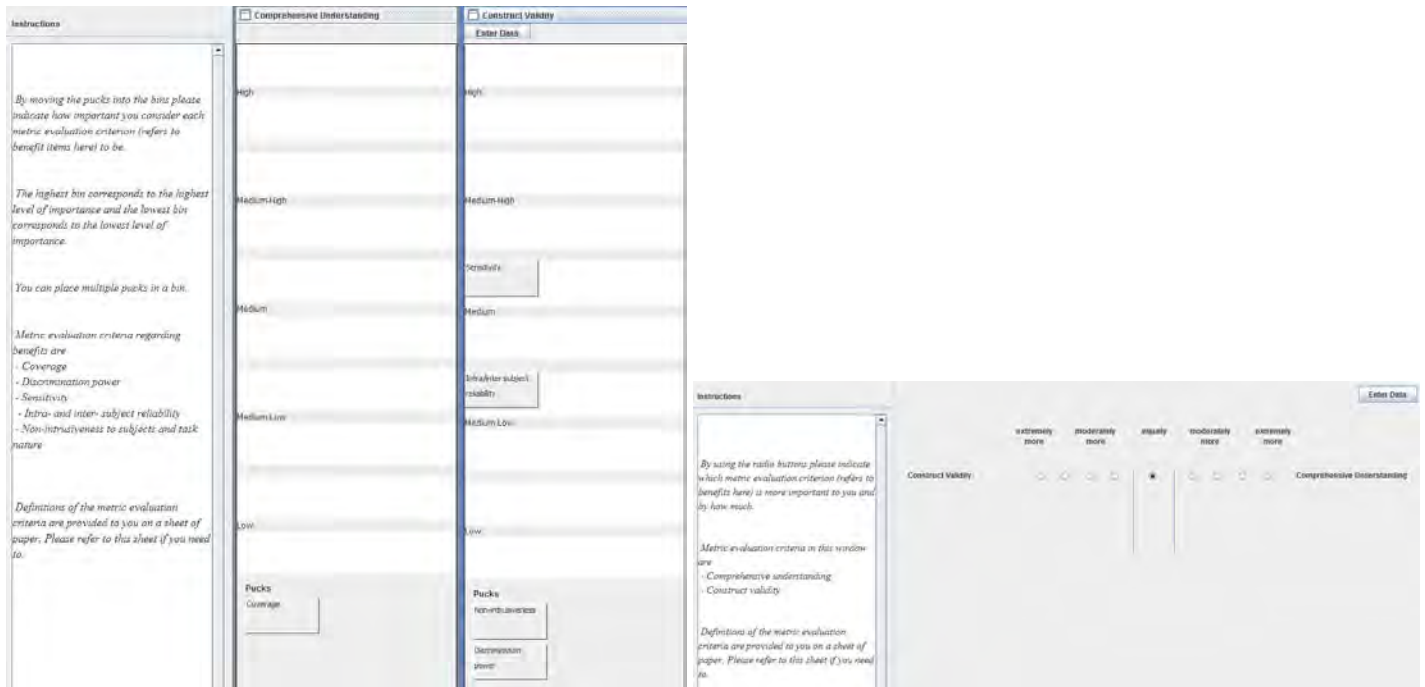 Instructions
By moving the pucks into the bins please
indicate how important you consider each
metric evaluation criterion (refers to
benefit items here) to be.
The highest bin corresponds to the highest
level of importance and the lowest bin
corresponds to the lowest level of
importance.
You can place multiple pucks in a bin.
Metric evaluation criteria regarding
benefits are
- Coverage
- Discrimination power
- Sensitivity
- Intra- and inter- subject reliability
- Non-intrusiveness to subjects and task
nature
Definitions of the metric evaluation
criteria are provided to you on a sheet of
paper. Please refer to this sheet if you need
to.
Comprehensive Understanding
High
Medium-High
Medium
Medium-Low
Low
Pucks
Coverage
Construct Validity
Enter Data
High
Medium-High
Sensitivity
Medium
Intra/inter subject
reliability
Medium-Low
Low
Pucks
Non-intrusiveness
Discrimination
power
Instructions
Enter Data
By using the radio buttons please indicate
which metric evaluation criterion (refers to
benefits here) is more important to you and
by how much.
Metric evaluation criteria in this window
are
- Comprehensive understanding
- Construct validity
Definitions of the metric evaluation
criteria are provided to you on a sheet of
paper. Please refer to this sheet if you need
to.
extremely more
moderately more
equally
moderately more
extremely more
Construct Validity
Comprehensive Understanding